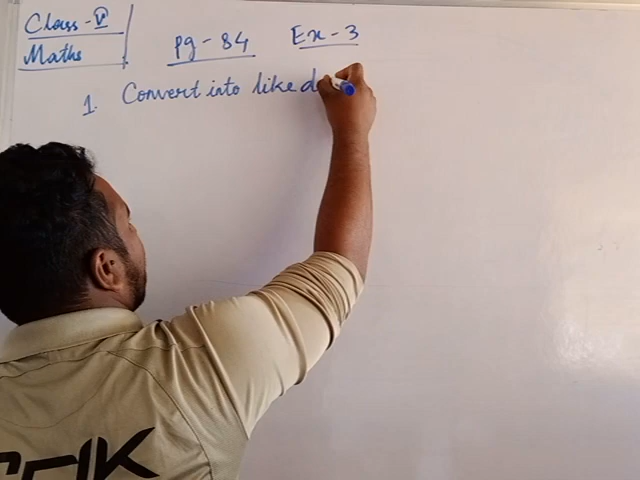 Class - V
Maths
Pg - 84
Ex - 3
1. Convert into like